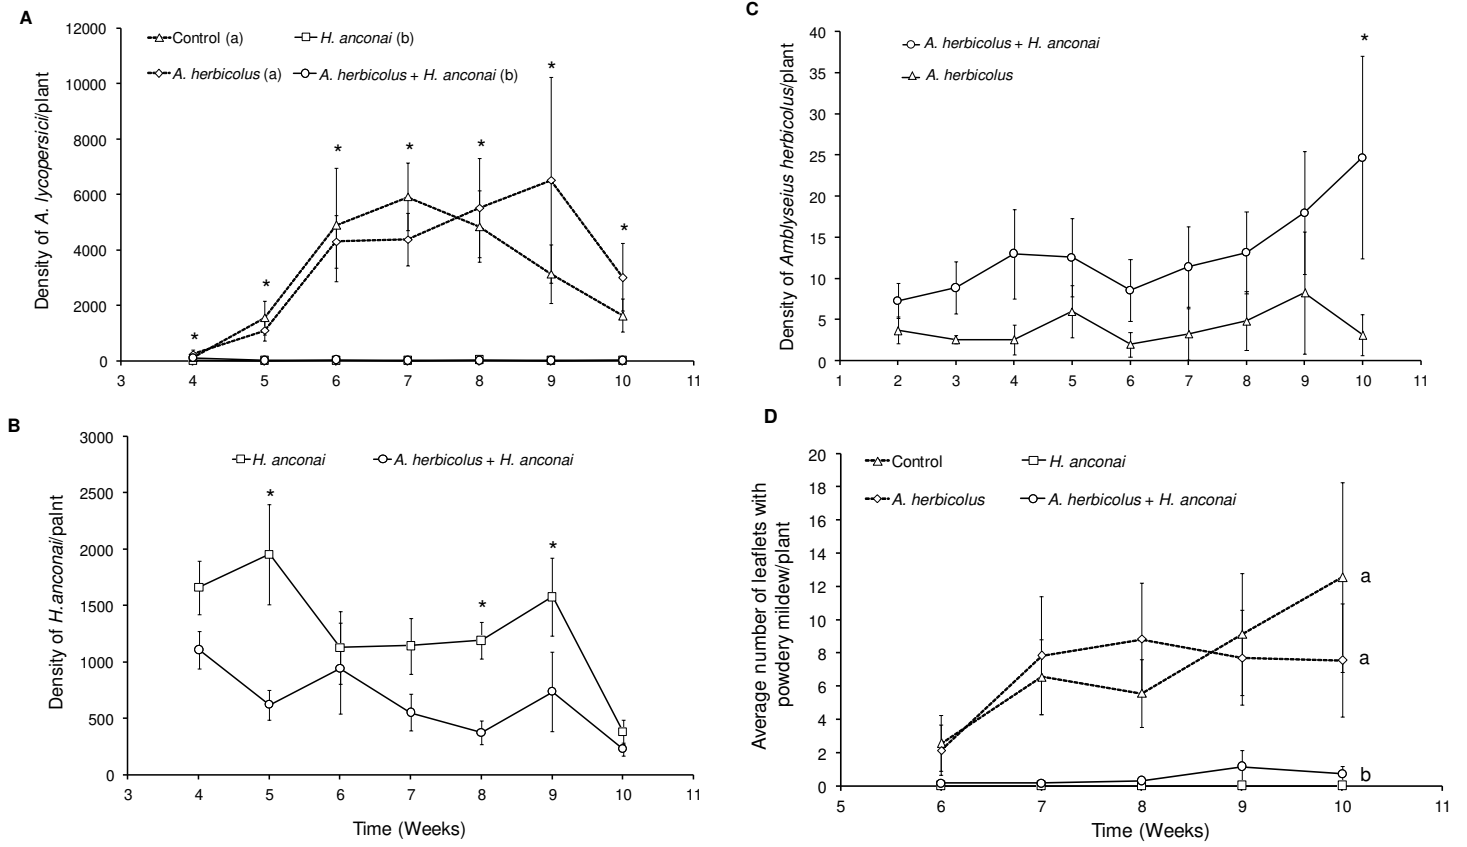 A
Density of A. lycopersici/plant
12000
10000
8000
6000
4000
2000
0
Control (a)
H. anconai (b)
A. herbicolus (a)
A. herbicolus + H. anconai (b)
* * * * * * *
3 4 5 6 7 8 9 10 11
B
Density of H.anconai/palnt
3000
2500
2000
1500
1000
500
0
H. anconai
A. herbicolus + H. anconai
* * *
3 4 5 6 7 8 9 10 11
Time (Weeks)
C
Density of Amblyseius herbicolus/plant
40
35
30
25
20
15
10
5
0
A. herbicolus + H. anconai
A. herbicolus
*
1 2 3 4 5 6 7 8 9 10 11
D
Average number of leaflets with
powdery mildew/plant
20
18
16
14
12
10
8
6
4
2
0
Control
H. anconai
A. herbicolus
A. herbicolus + H. anconai
a
a
b
5 6 7 8 9 10 11
Time (Weeks)